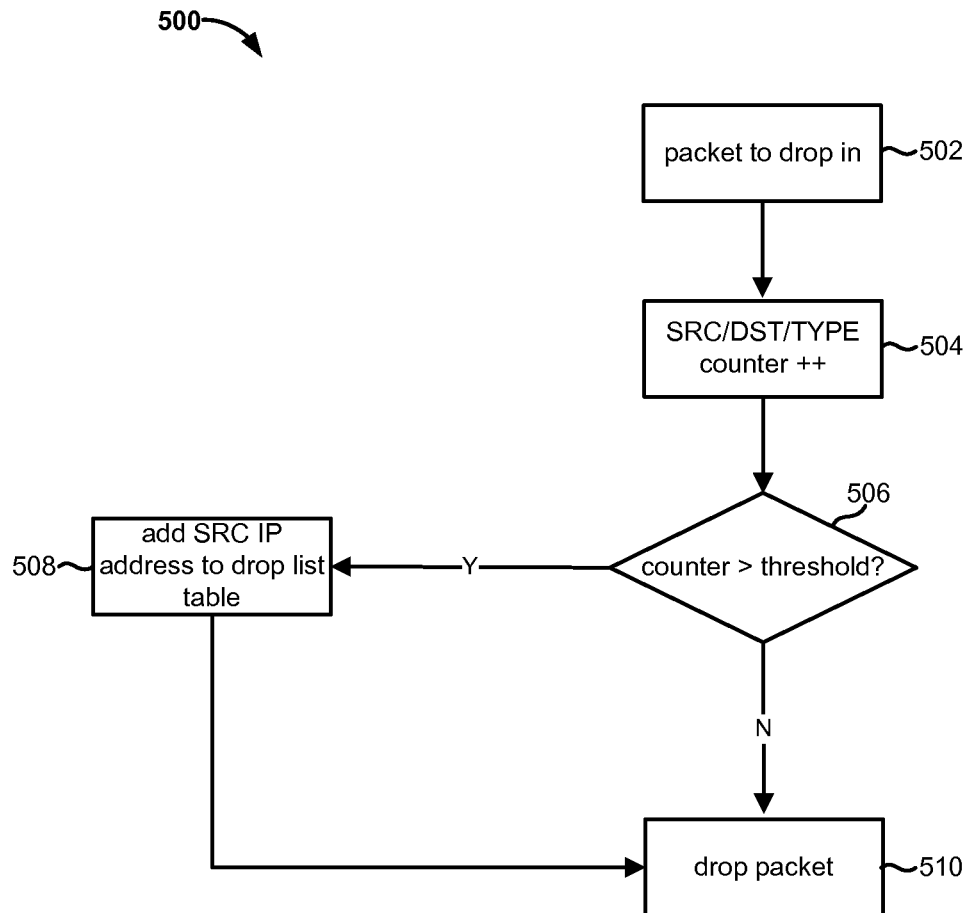 500
packet to drop in
502
SRC/DST/TYPE
counter ++
504
506
counter > threshold?
Y
add SRC IP
address to drop list
table
508
N
drop packet
510